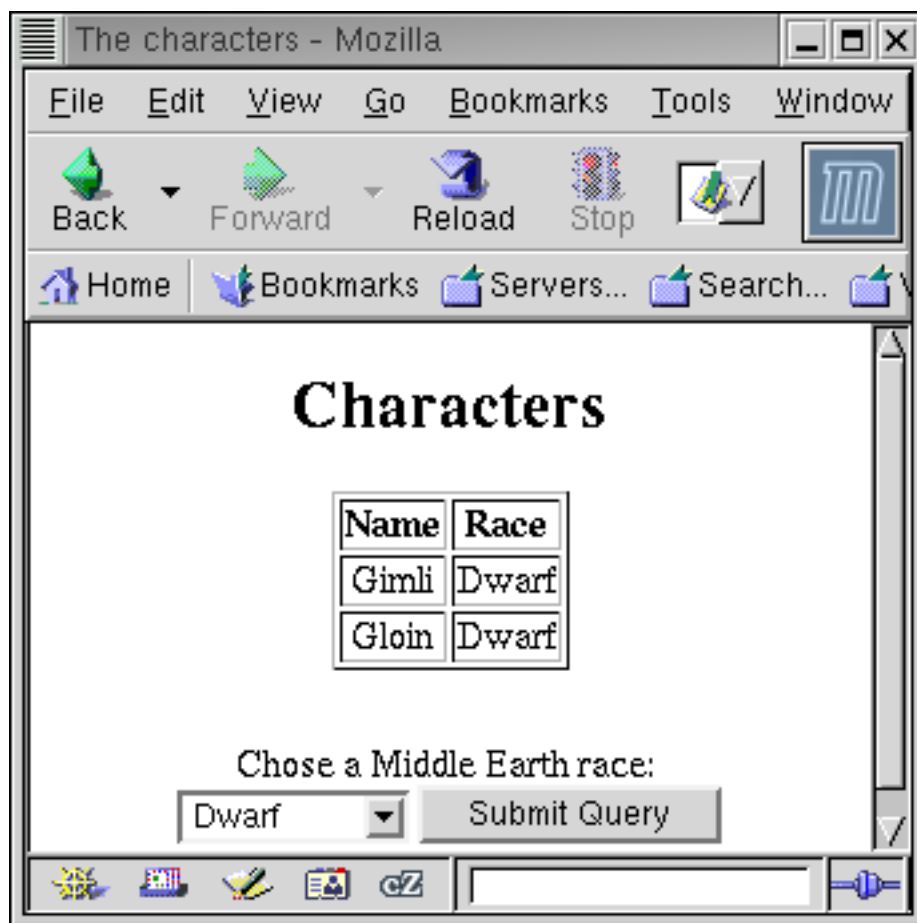 The characters - Mozilla
File Edit View Go Bookmarks Tools Window
Back Forward Reload Stop
Home Bookmarks Servers... Search...
Characters
Name Race
Gimli Dwarf
Gloin Dwarf
Chose a Middle Earth race:
Dwarf Submit Query
cZ